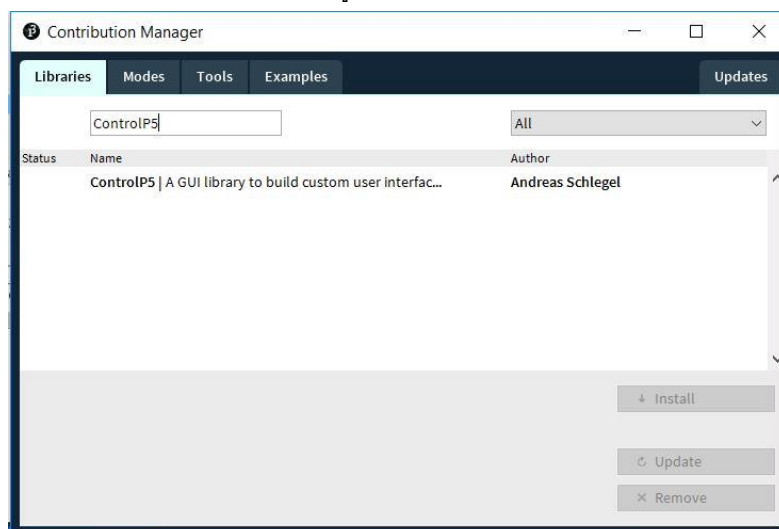 Contribution Manager
Libraries Modes Tools Examples Updates
ControlP5 All
Status Name Author
ControlP5 | A GUI library to build custom user interfac... Andreas Schlegel
Install
Update
Remove